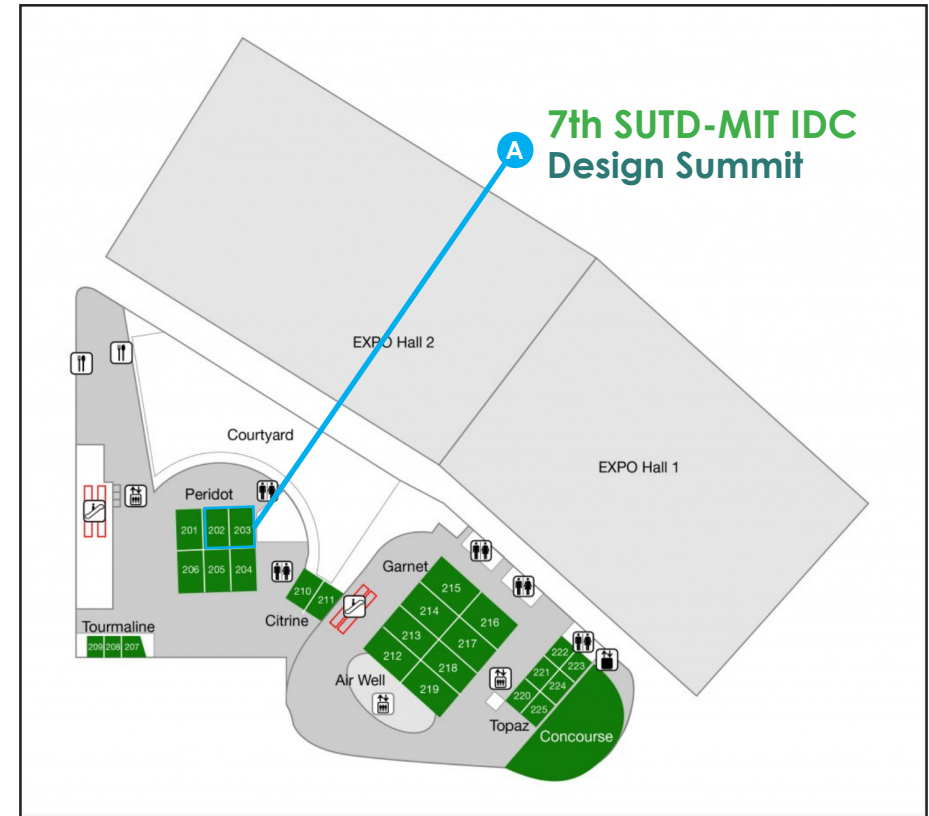 7th SUTD-MIT IDC
A
Design Summit
EXPO Hall 2
Courtyard
EXPO Hall 1
Peridot
201 202 203
206 205 204
Garnet
215
210
211
214
216
Citrine
213
217
Tourmaline
209 208 207
212
218
222
223
221
Air Well
219
224
220
225
Topaz
Concourse